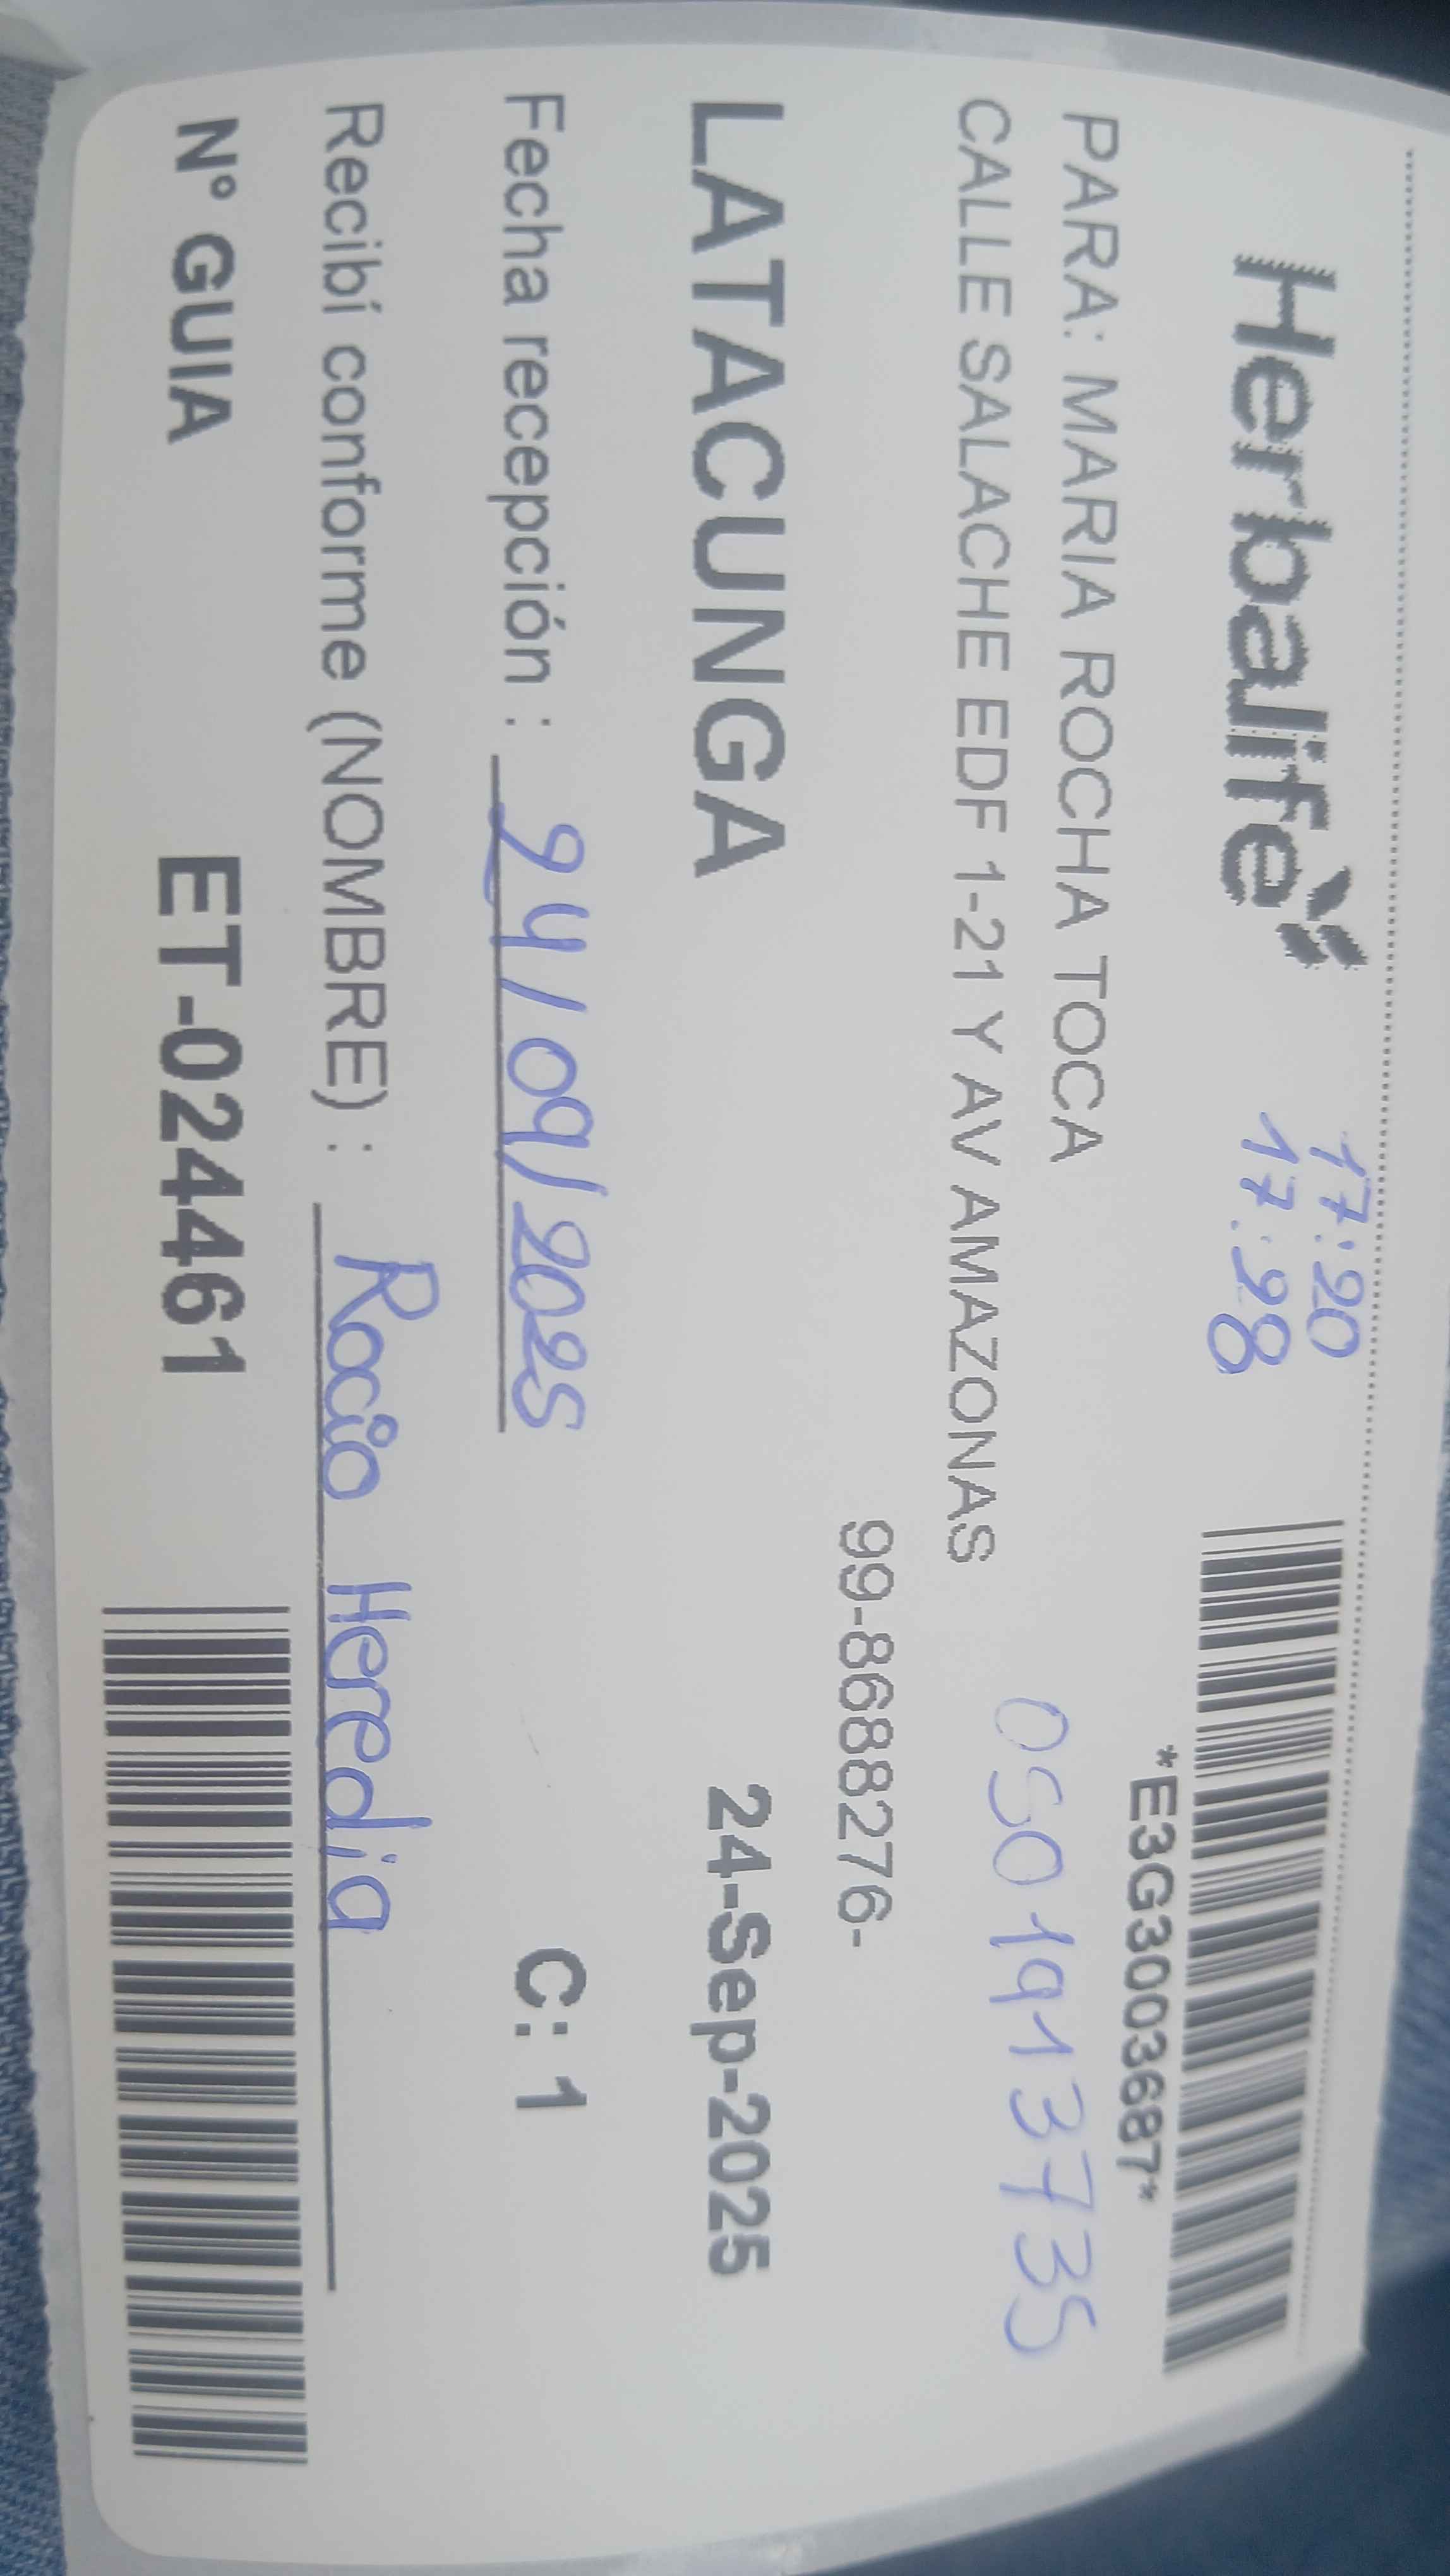 Herbalife
17:20
17:28
*E3G3003687*
PARA: MARIA ROCHA TOCA
0501913735
CALLE SALACHE EDF 1-21 Y AV AMAZONAS
99-8688276-
LATACUNGA 24-Sep-2025
Fecha recepción : 24/09/2025 C: 1
Recibí conforme (NOMBRE) : Rocio Heredia
N° GUIA ET-024461